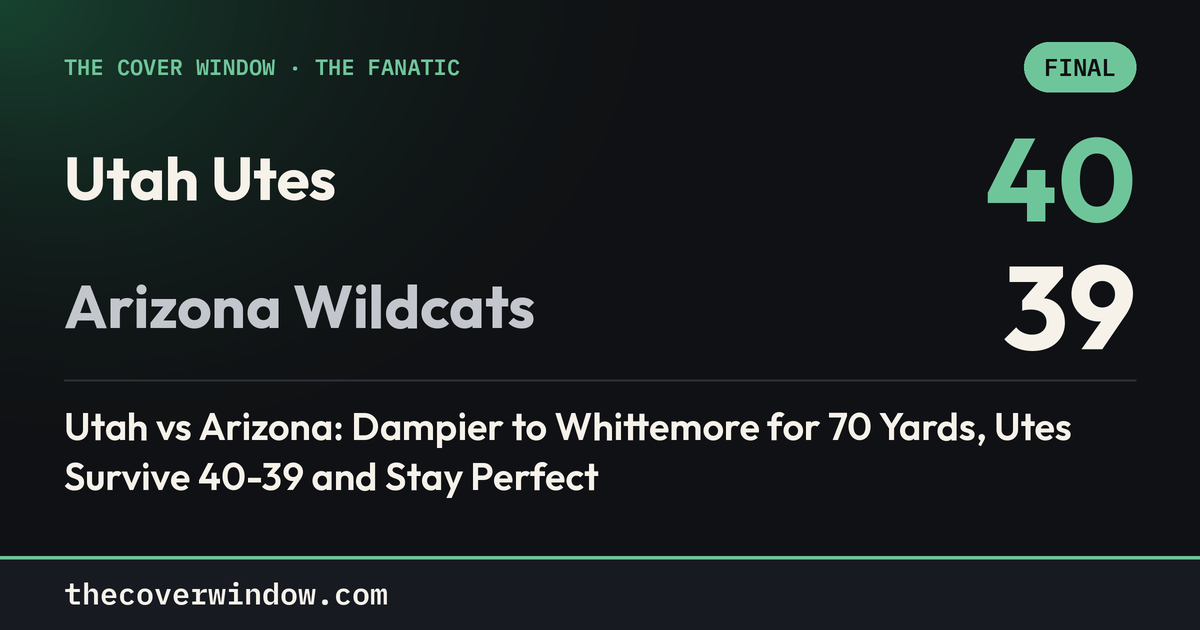 THE COVER WINDOW · THE FANATIC
FINAL
Utah Utes
40
Arizona Wildcats
39
Utah vs Arizona: Dampier to Whittemore for 70 Yards, Utes
Survive 40-39 and Stay Perfect
thecoverwindow.com